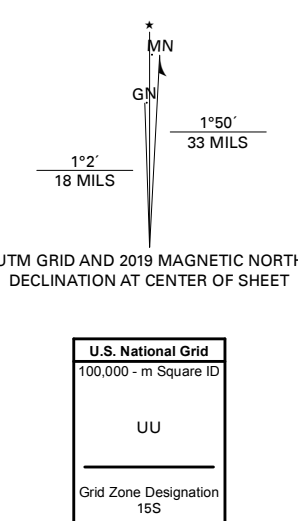 ★
MN
GN
1°50´
33 MILS
1°2´
18 MILS
UTM GRID AND 2019 MAGNETIC NORTH
DECLINATION AT CENTER OF SHEET
U.S. National Grid
100,000 - m Square ID
UU
Grid Zone Designation
15S